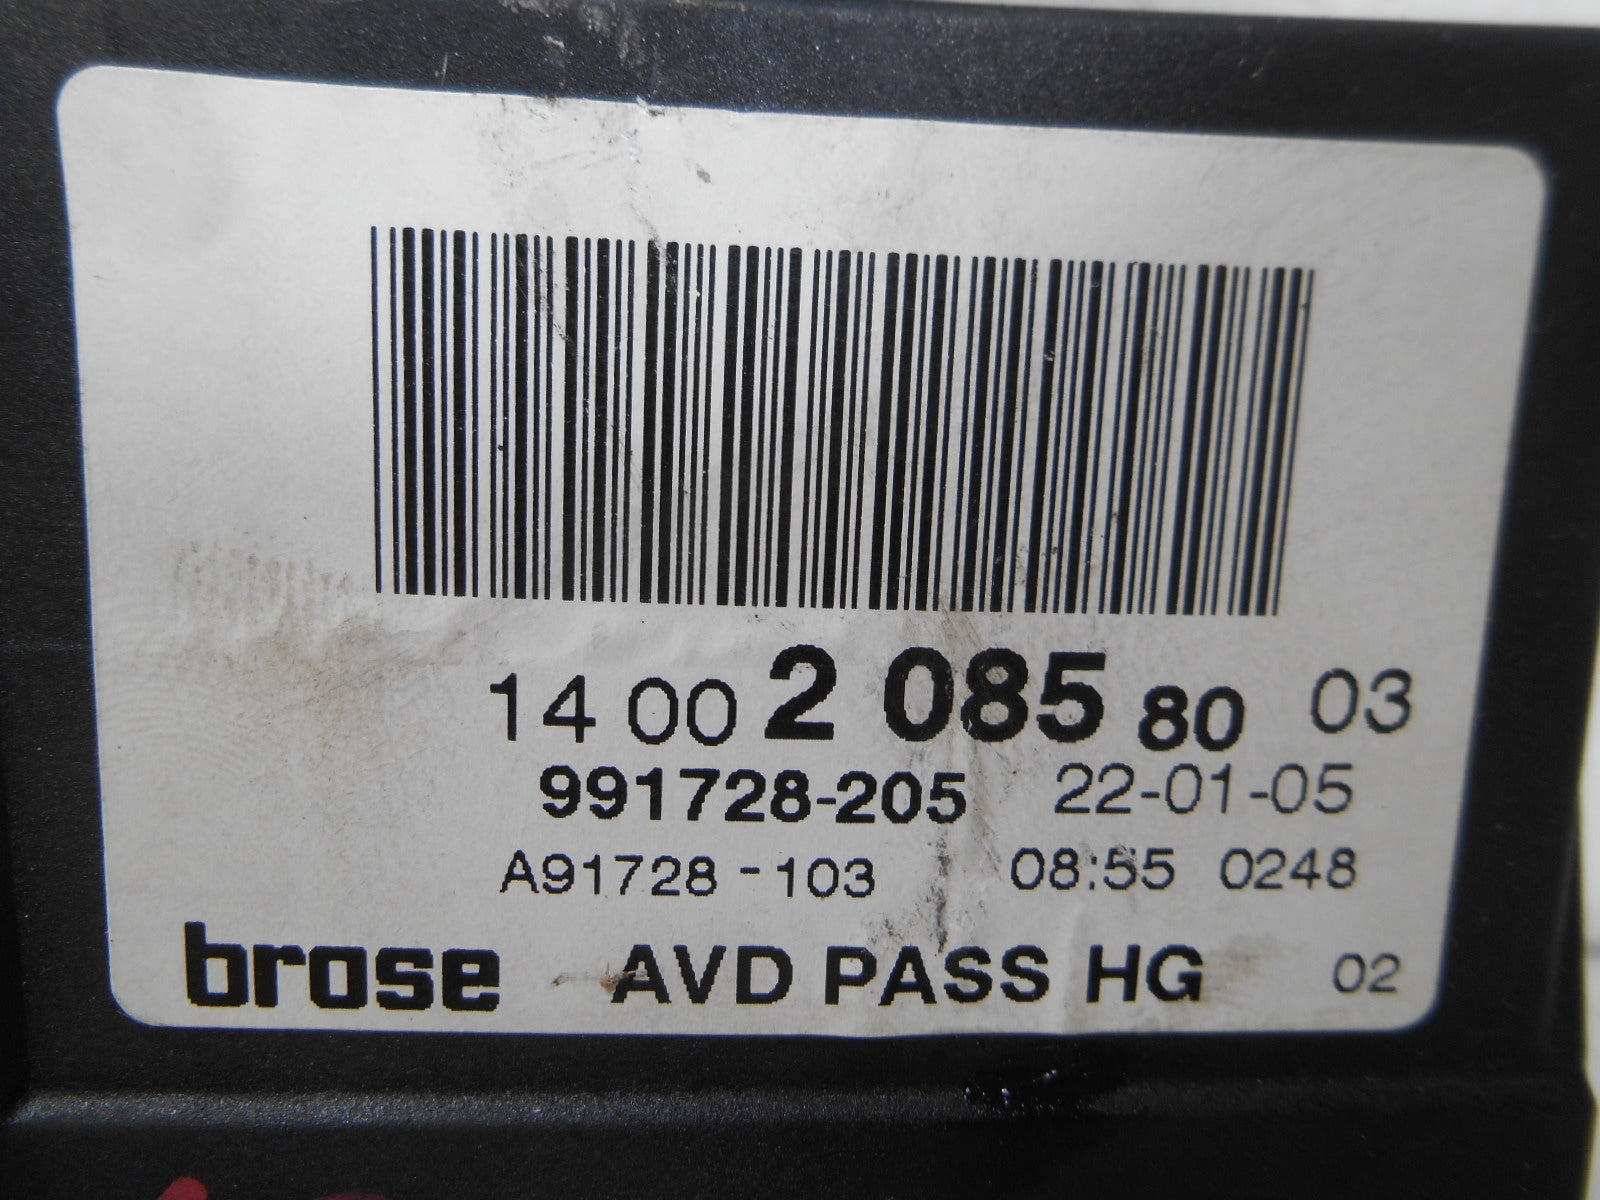 14 00 2 085 80 03
991728-205 22-01-05
A91728-103 08:55 0248
brose AVD PASS HG 02